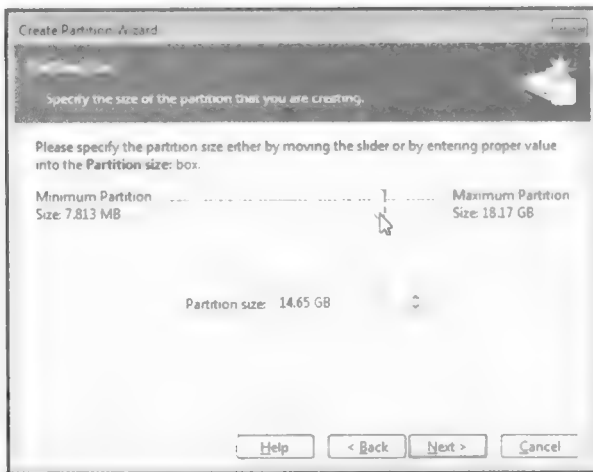 Create Partition Wizard
Specify the size of the partition that you are creating.
Please specify the partition size either by moving the slider or by entering proper value
into the Partition size: box.
Minimum Partition
Size: 7.813 MB
Maximum Partition
Size: 18.17 GB
Partition size: 14.65 GB
Help
< Back
Next >
Cancel